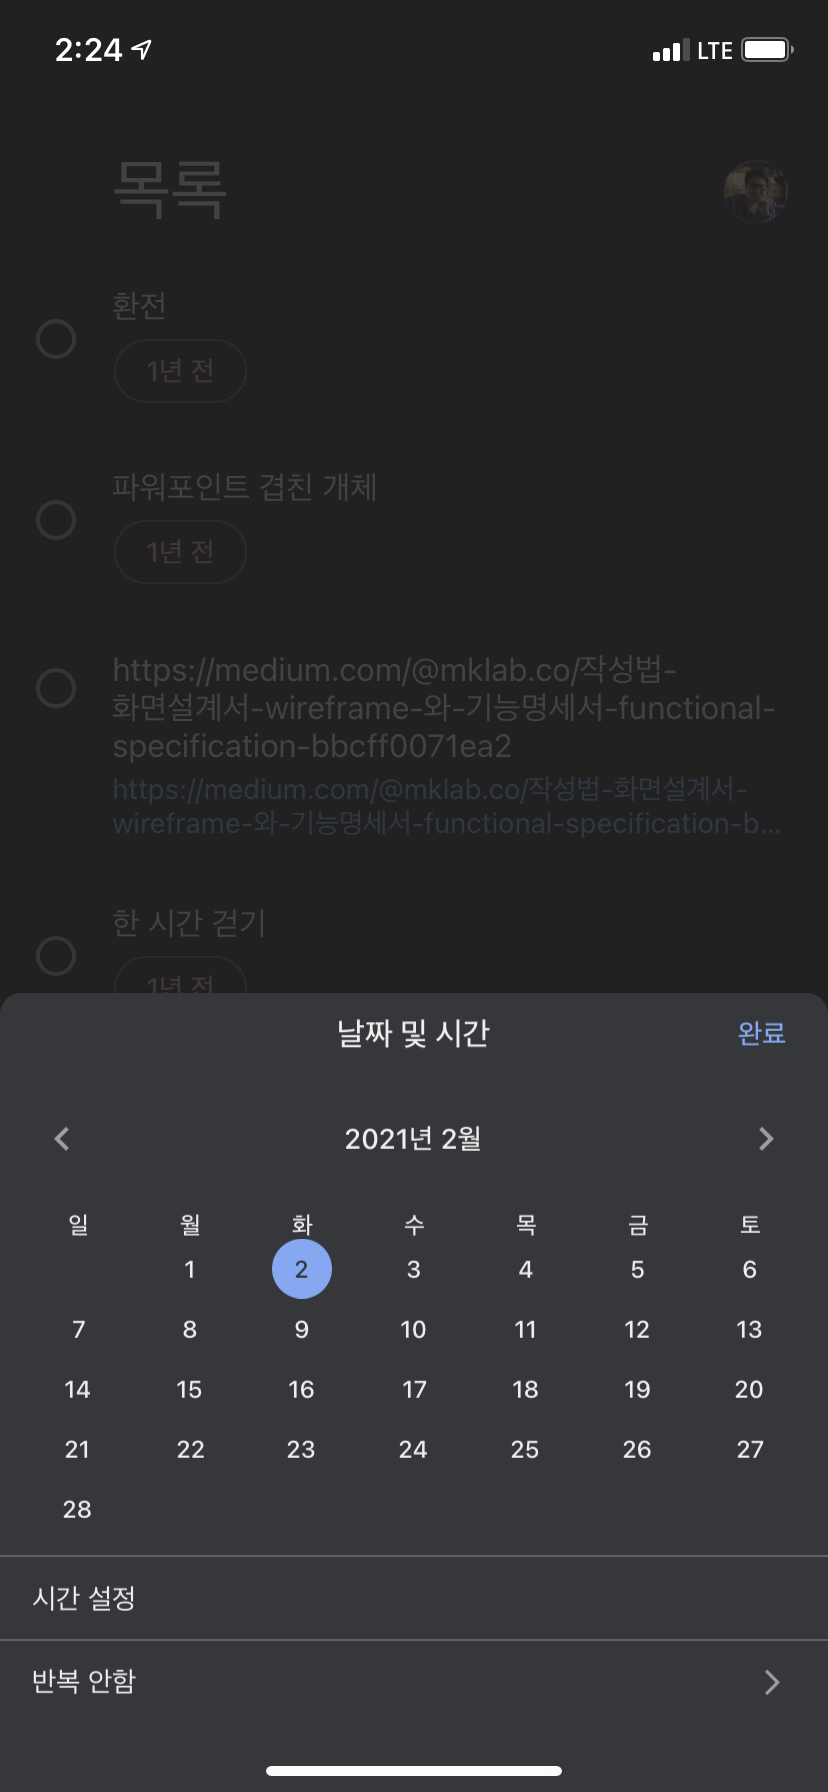 2:24
LTE
목록
환전
1년 전
파워포인트 겹친 개체
1년 전
https://medium.com/@mklab.co/작성법-
화면설계서-wireframe-와-기능명세서-functional-
specification-bbcff0071ea2
https://medium.com/@mklab.co/작성법-화면설계서-
wireframe-와-기능명세서-functional-specification-b...
한 시간 걷기
1년 전
날짜 및 시간 완료
2021년 2월
일 월 화 수 목 금 토
1 2 3 4 5 6
7 8 9 10 11 12 13
14 15 16 17 18 19 20
21 22 23 24 25 26 27
28
시간 설정
반복 안함